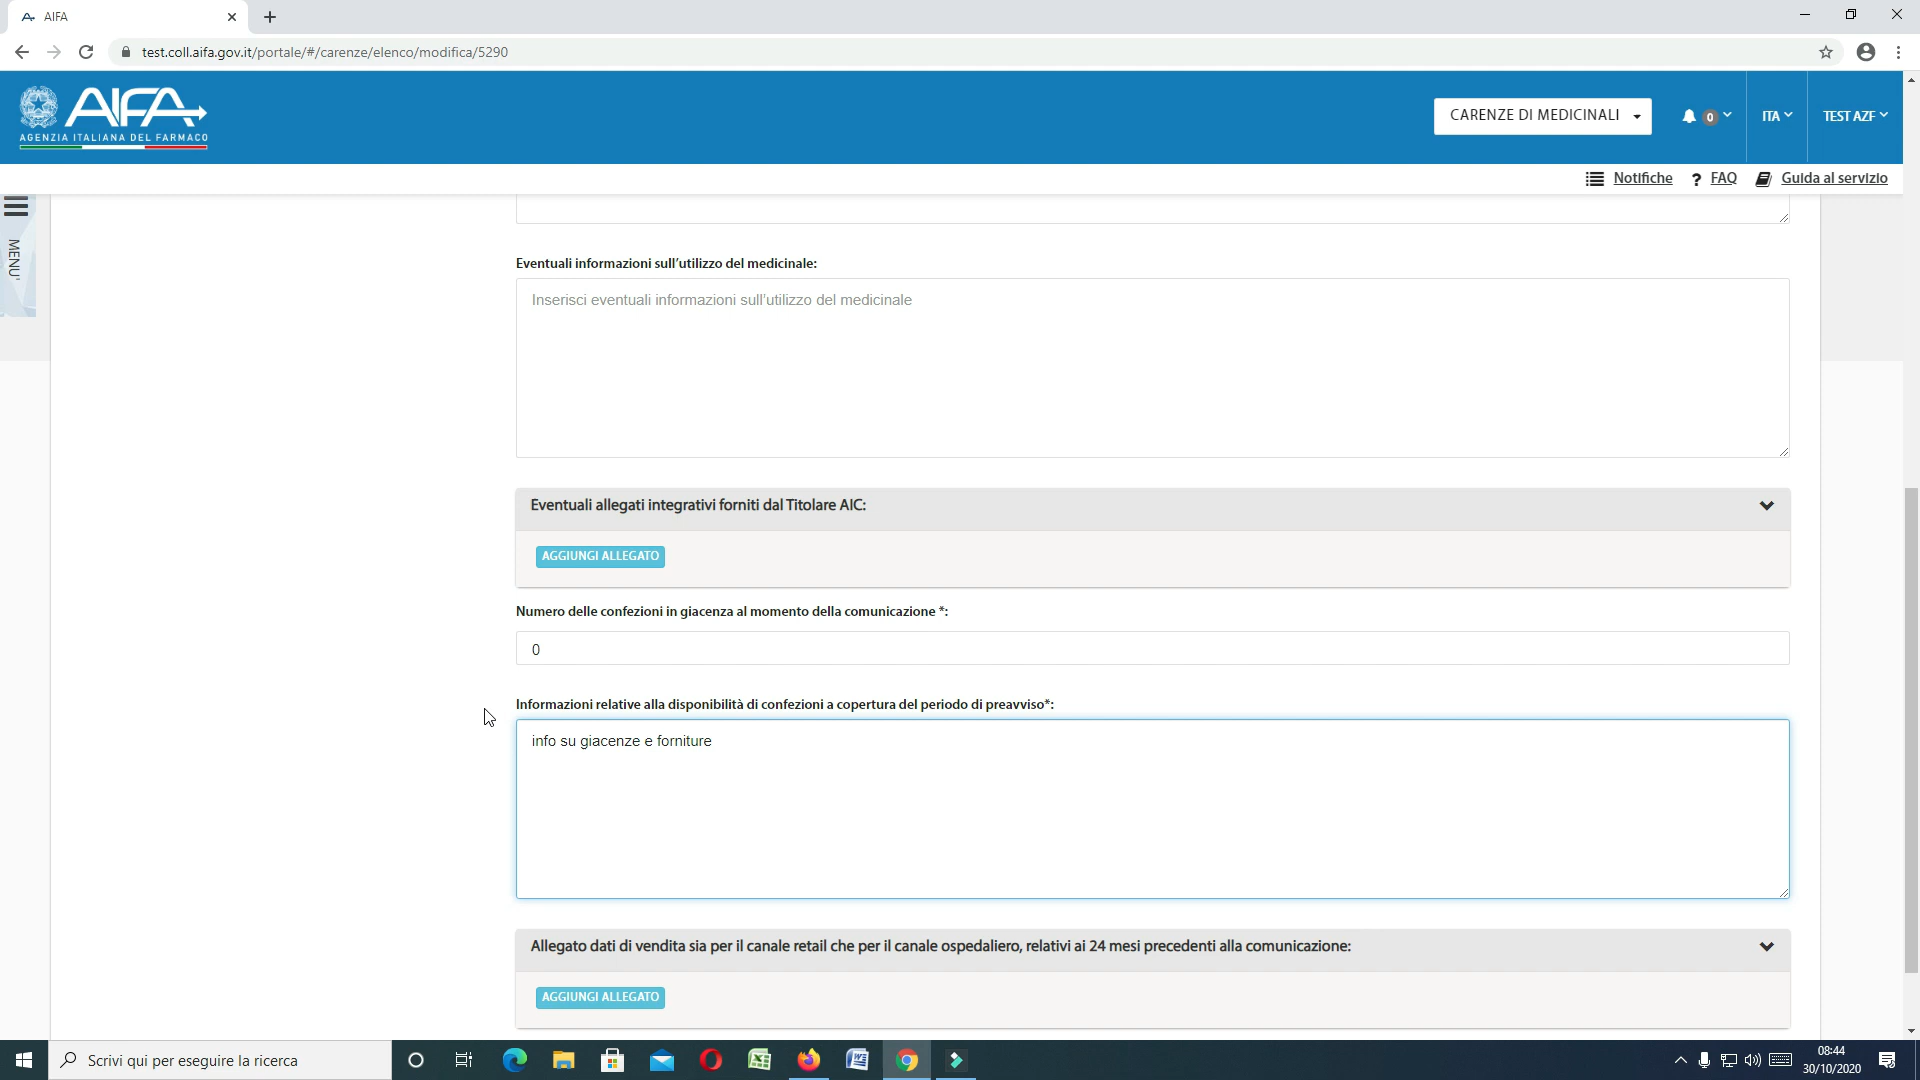 AIFA
test.coll.aifa.gov.it/portale/#/carenze/elenco/modifica/5290
AIFA
AGENZIA ITALIANA DEL FARMACO
CARENZE DI MEDICINALI
0
ITA
TEST AZF
Notifiche
? FAQ
Guida al servizio
MENU'
Eventuali informazioni sull'utilizzo del medicinale:
Inserisci eventuali informazioni sull'utilizzo del medicinale
Eventuali allegati integrativi forniti dal Titolare AIC:
AGGIUNGI ALLEGATO
Numero delle confezioni in giacenza al momento della comunicazione *:
0
Informazioni relative alla disponibilità di confezioni a copertura del periodo di preavviso*:
info su giacenze e forniture
Allegato dati di vendita sia per il canale retail che per il canale ospedaliero, relativi ai 24 mesi precedenti alla comunicazione:
AGGIUNGI ALLEGATO
Scrivi qui per eseguire la ricerca
08:44
30/10/2020